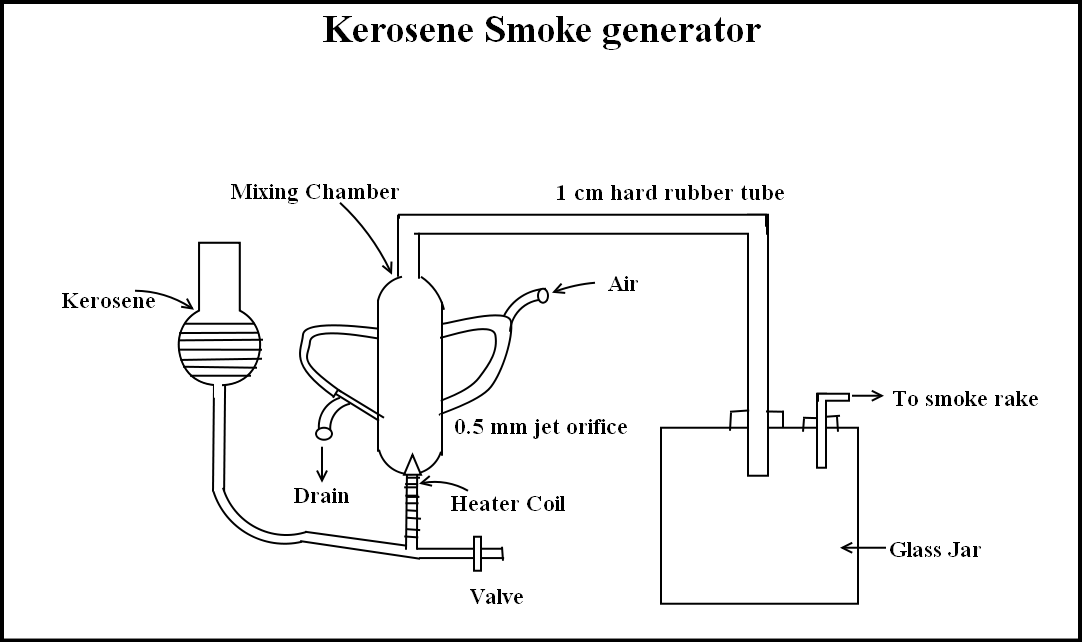 Kerosene Smoke generator
Mixing Chamber
1 cm hard rubber tube
Kerosene
Air
To smoke rake
0.5 mm jet orifice
Drain
Heater Coil
Glass Jar
Valve